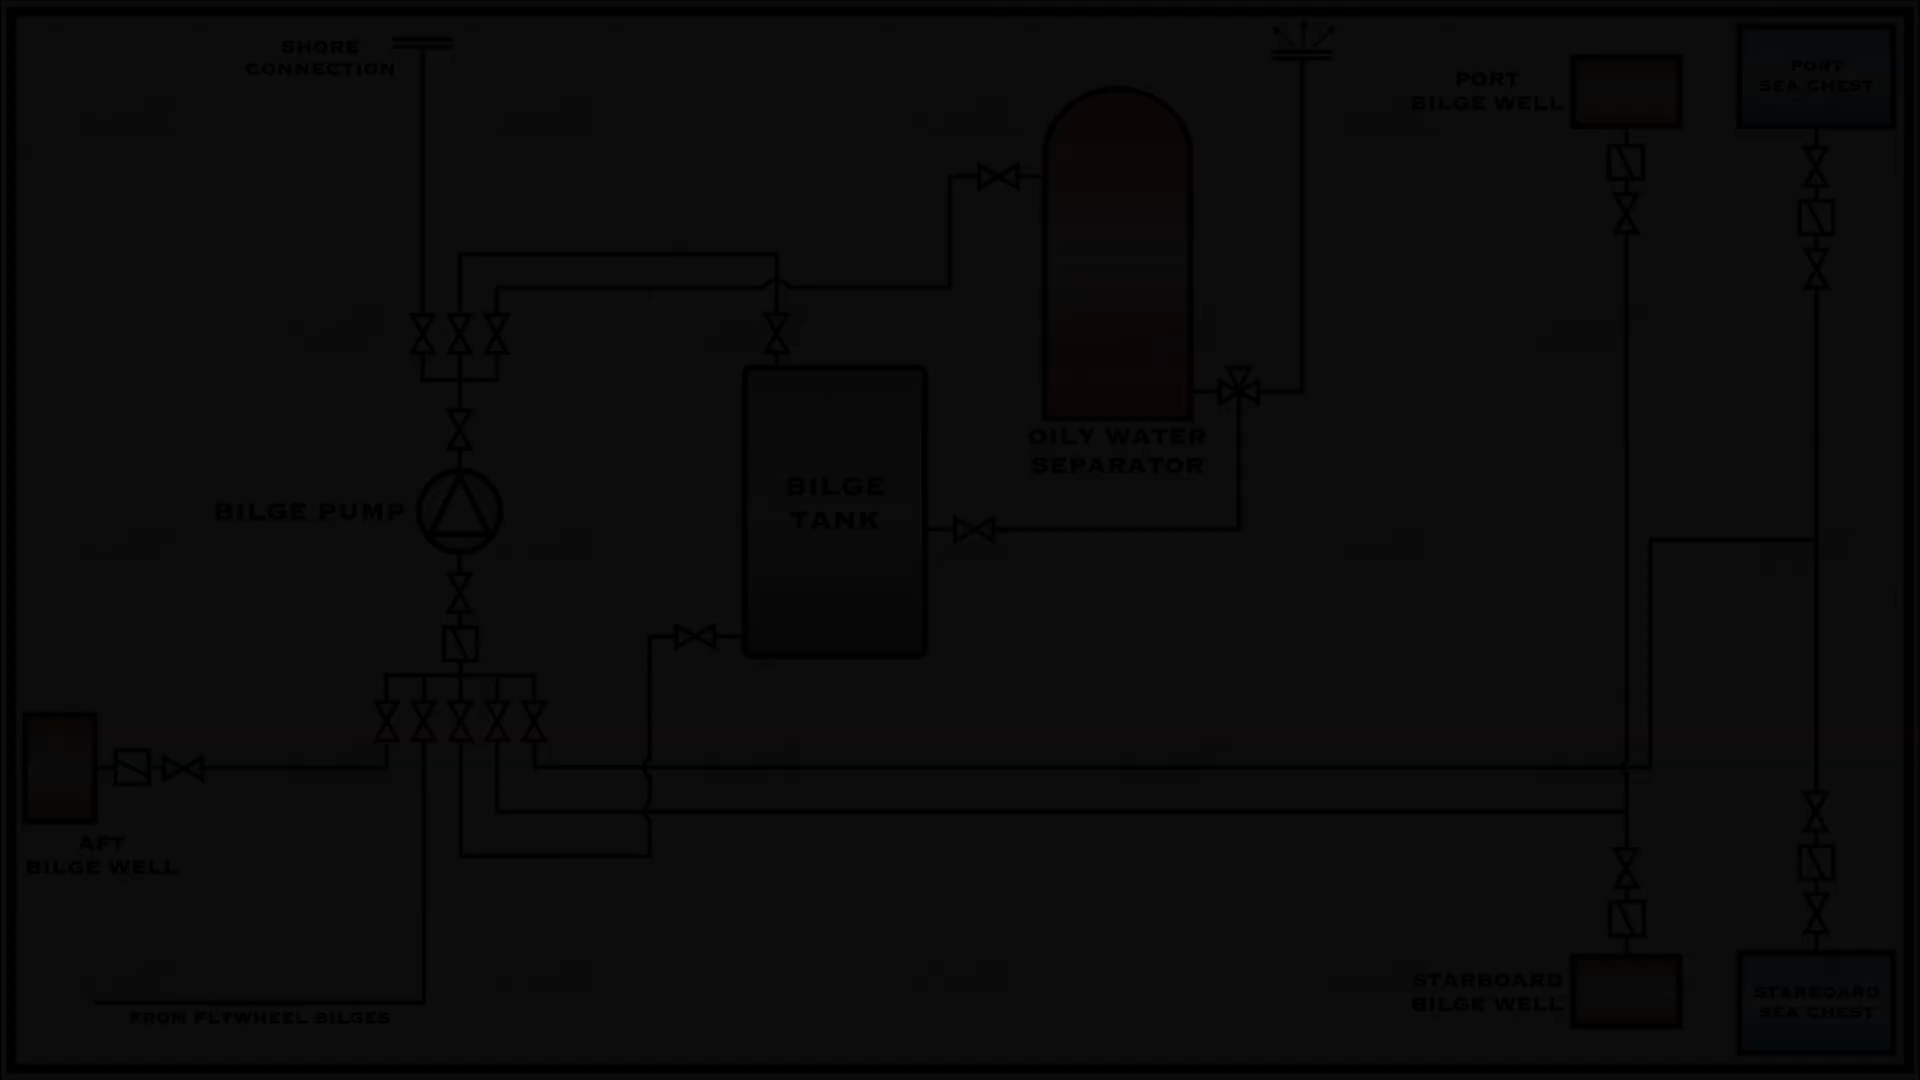 SHORE
CONNECTION
PORT
BILGE WELL
PORT
SEA CHEST
OILY WATER
SEPARATOR
BILGE
TANK
BILGE PUMP
AFT
BILGE WELL
STARBOARD
BILGE WELL
STARBOARD
SEA CHEST
FROM FLYWHEEL BILGES